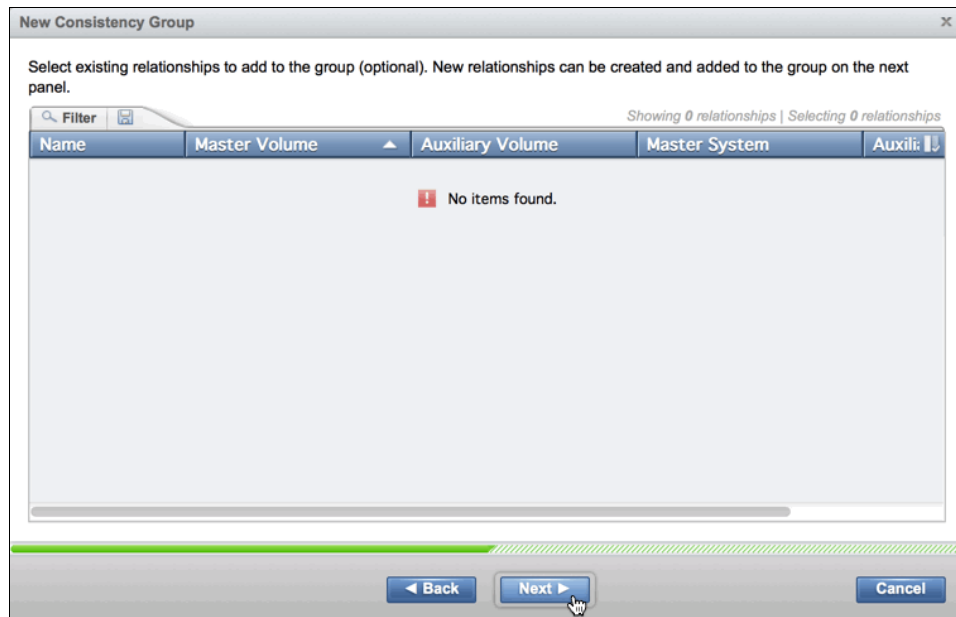 New Consistency Group x
Select existing relationships to add to the group (optional). New relationships can be created and added to the group on the next
panel.
Filter
Showing 0 relationships | Selecting 0 relationships
Name Master Volume Auxiliary Volume Master System Auxili
No items found.
Back Next Cancel